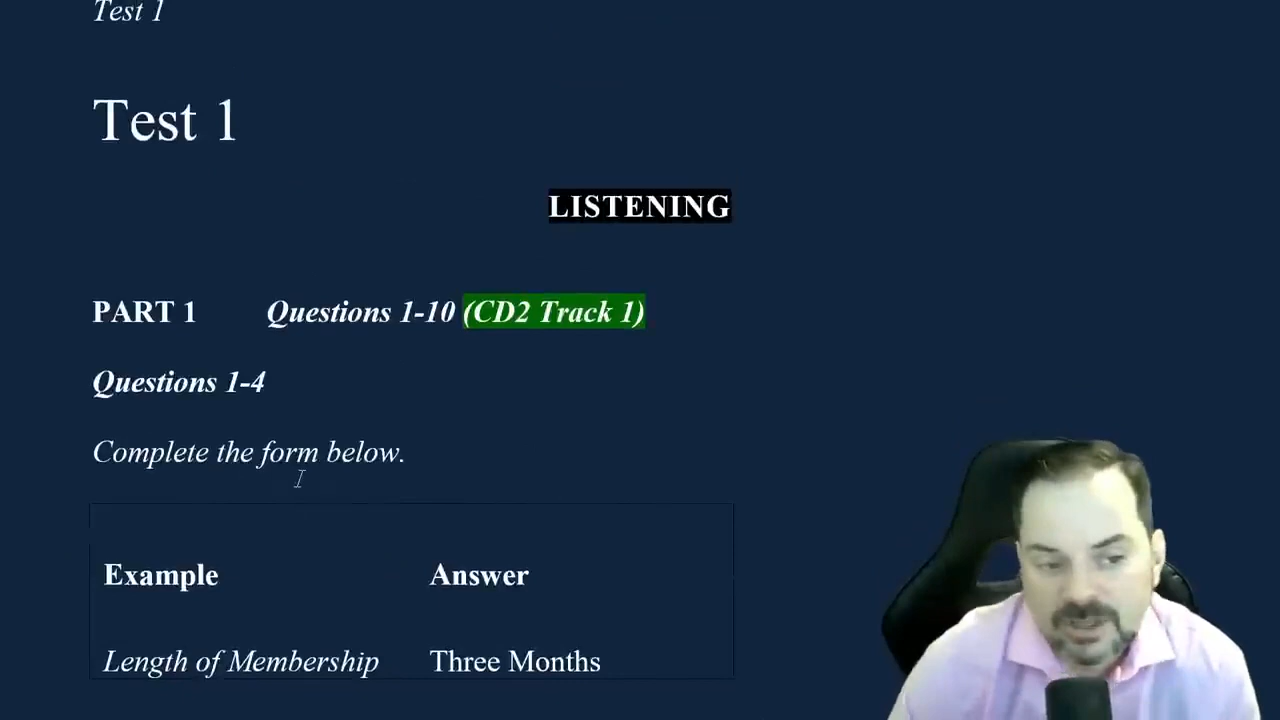 Test 1
Test 1
LISTENING
PART 1 Questions 1-10 (CD2 Track 1)
Questions 1-4
Complete the form below.
Example Answer
Length of Membership Three Months